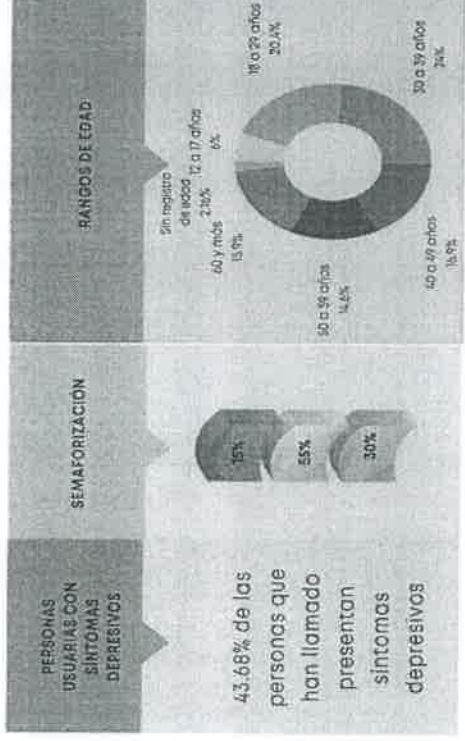 PERSONAS
USUARIAS CON
SÍNTOMAS
DEPRESIVOS
43.68% de las
personas que
han llamado
presentan
síntomas
depresivos
SEMAFORIZACIÓN
15%
55%
30%
RANGOS DE EDAD
Sin registro
de edad
2.16%
12 a 17 años
6%
18 a 29 años
20.4%
30 a 39 años
24%
40 a 49 años
16.9%
50 a 59 años
14.6%
60 y más
15.9%